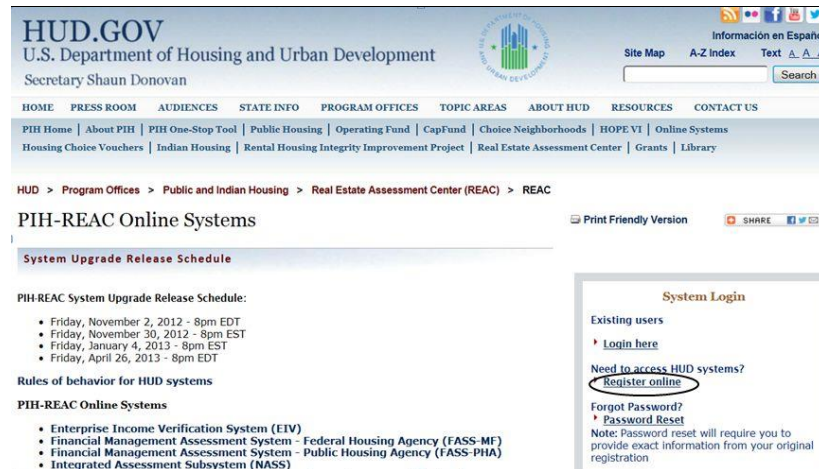 HUD.GOV
U.S. Department of Housing and Urban Development
Secretary Shaun Donovan
Información en Españo
Site Map A-Z Index Text A A
Search
HOME PRESS ROOM AUDIENCES STATE INFO PROGRAM OFFICES TOPIC AREAS ABOUT HUD RESOURCES CONTACT US
PIH Home | About PIH | PIH One-Stop Tool | Public Housing | Operating Fund | CapFund | Choice Neighborhoods | HOPE VI | Online Systems
Housing Choice Vouchers | Indian Housing | Rental Housing Integrity Improvement Project | Real Estate Assessment Center | Grants | Library
HUD > Program Offices > Public and Indian Housing > Real Estate Assessment Center (REAC) > REAC
PIH-REAC Online Systems
Print Friendly Version SHARE
System Upgrade Release Schedule
PIH-REAC System Upgrade Release Schedule:
• Friday, November 2, 2012 - 8pm EDT
• Friday, November 30, 2012 - 8pm EST
• Friday, January 4, 2013 - 8pm EST
• Friday, April 26, 2013 - 8pm EDT
Rules of behavior for HUD systems
PIH-REAC Online Systems
• Enterprise Income Verification System (EIV)
• Financial Management Assessment System - Federal Housing Agency (FASS-MF)
• Financial Management Assessment System - Public Housing Agency (FASS-PHA)
• Integrated Assessment Subsystem (NASS)
System Login
Existing users
Login here
Need to access HUD systems?
Register online
Forgot Password?
Password Reset
Note: Password reset will require you to
provide exact information from your original
registration